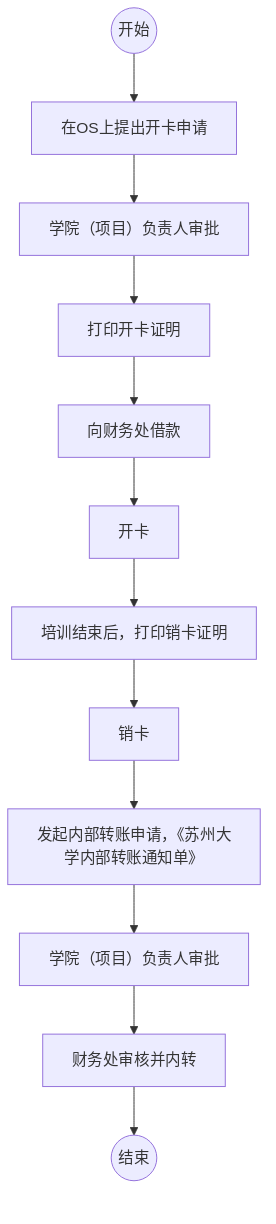 开始
在OS上提出开卡申请
学院（项目）负责人审批
打印开卡证明
向财务处借款
开卡
培训结束后，打印销卡证明
销卡
发起内部转账申请，《苏州大
学内部转账通知单》
学院（项目）负责人审批
财务处审核并内转
结束